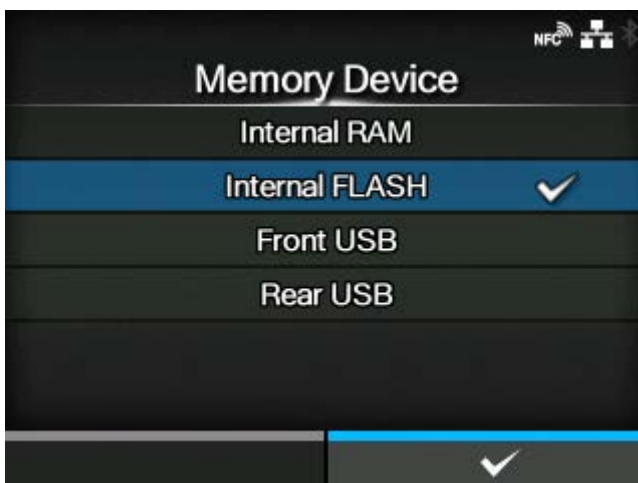 NFC
Memory Device
Internal RAM
Internal FLASH
Front USB
Rear USB